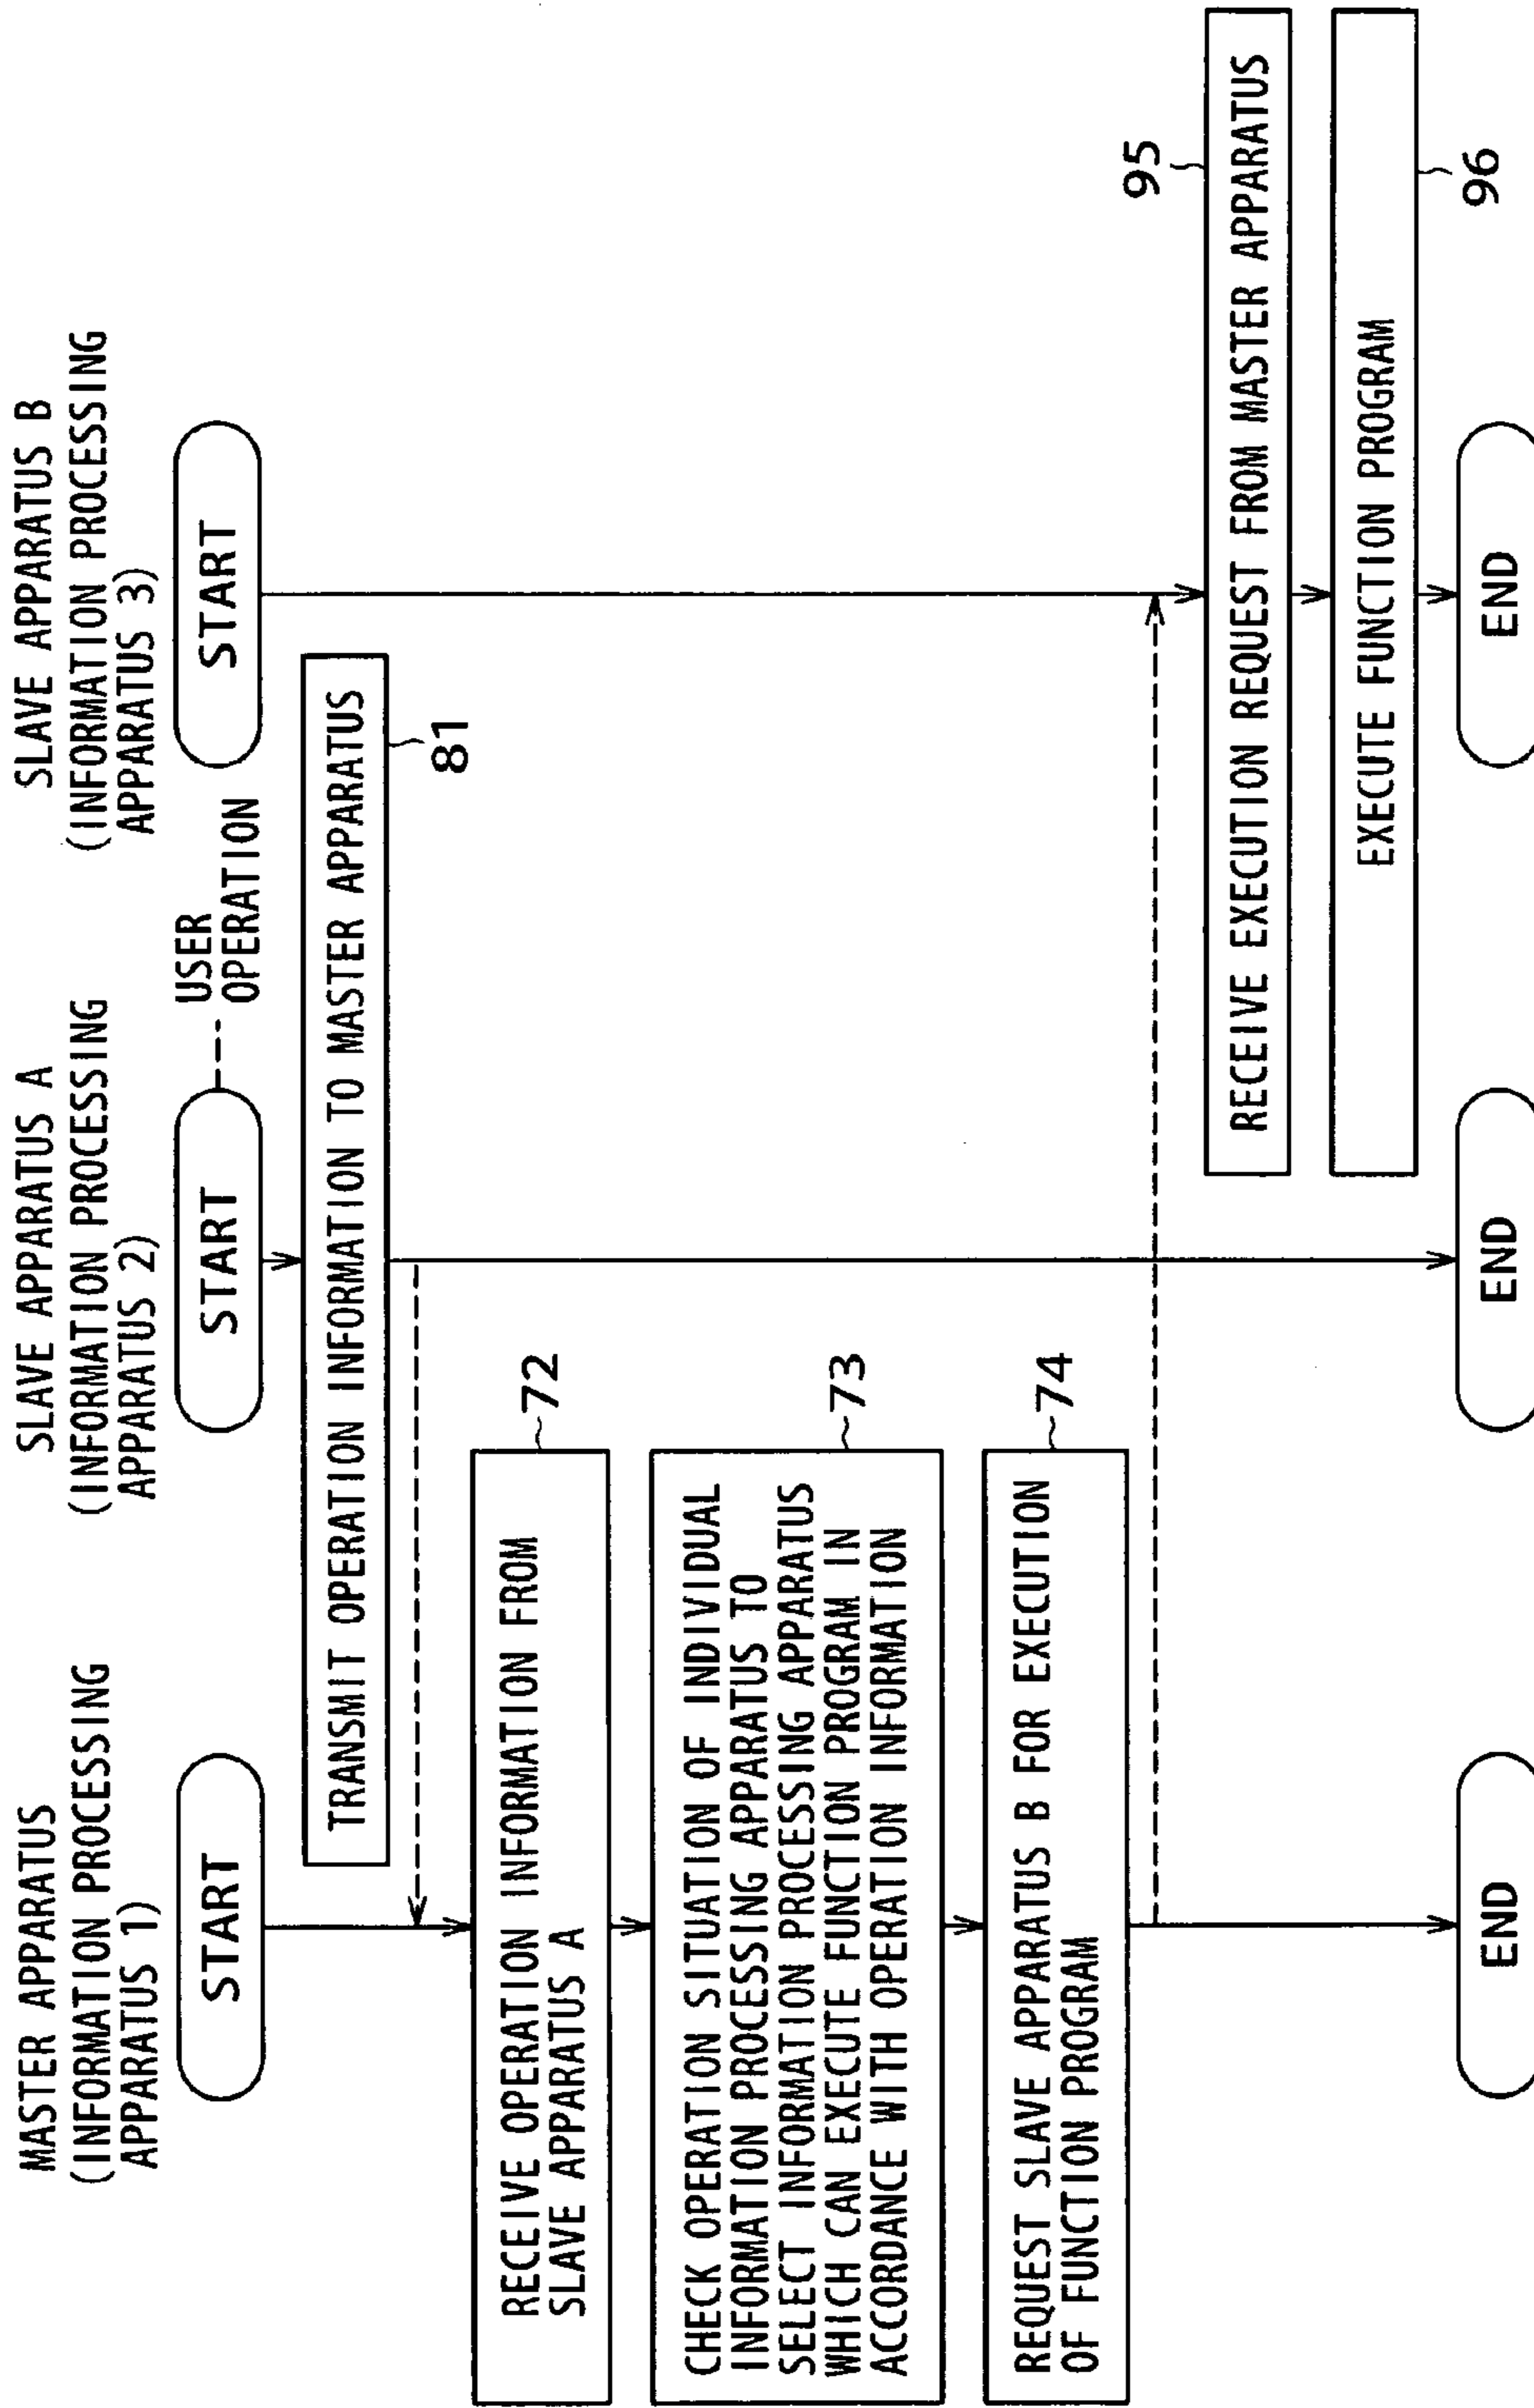 MASTER APPARATUS
(INFORMATION PROCESSING
APPARATUS 1)
SLAVE APPARATUS A
(INFORMATION PROCESSING
APPARATUS 2)
SLAVE APPARATUS B
(INFORMATION PROCESSING
APPARATUS 3)
START
START
USER
OPERATION
START
TRANSMIT OPERATION INFORMATION TO MASTER APPARATUS
81
RECEIVE OPERATION INFORMATION FROM
SLAVE APPARATUS A
72
CHECK OPERATION SITUATION OF INDIVIDUAL
INFORMATION PROCESSING APPARATUS TO
SELECT INFORMATION PROCESSING APPARATUS
WHICH CAN EXECUTE FUNCTION PROGRAM IN
ACCORDANCE WITH OPERATION INFORMATION
73
REQUEST SLAVE APPARATUS B FOR EXECUTION
OF FUNCTION PROGRAM
74
RECEIVE EXECUTION REQUEST FROM MASTER APPARATUS
95
EXECUTE FUNCTION PROGRAM
96
END
END
END